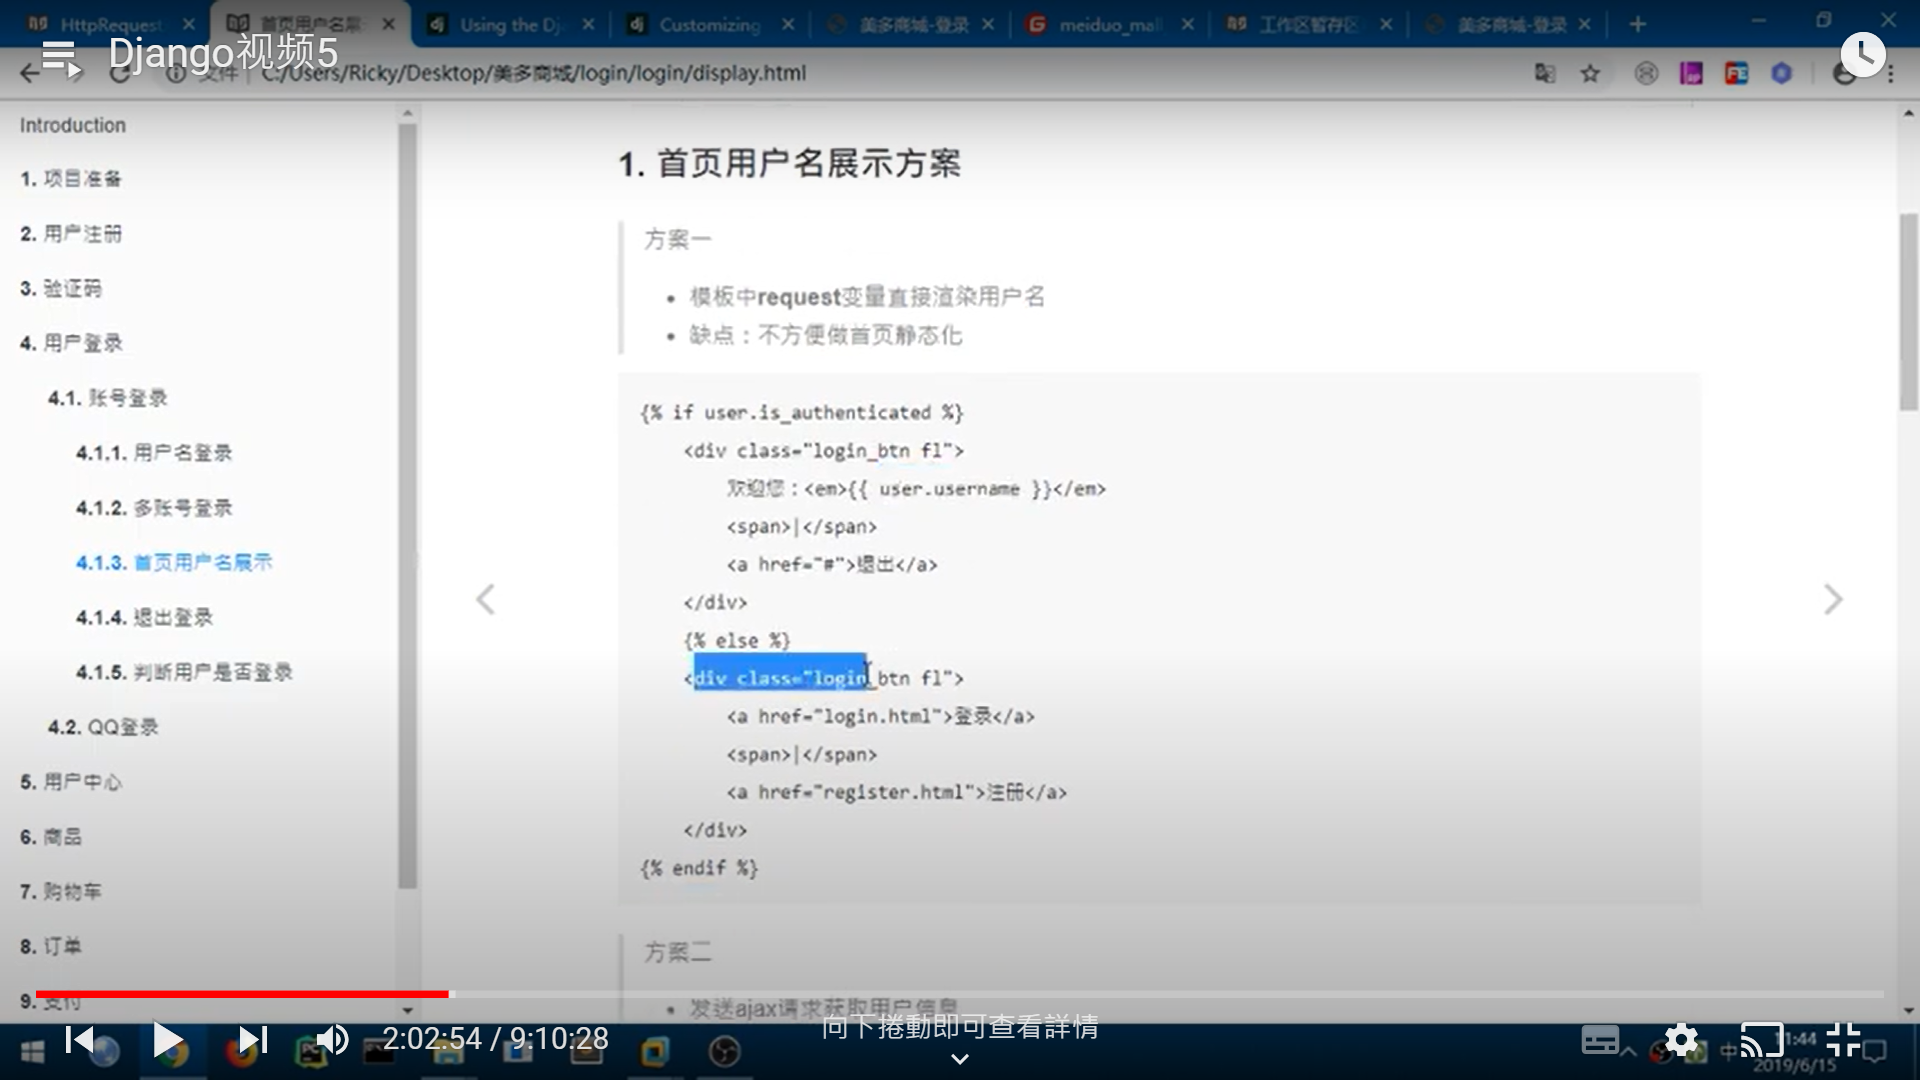 HttpRequest
首页用户名展
Using the Dj
Customizing
美多商城-登录
meiduo_mall
工作区暂存区
美多商城-登录
Django视频5
文件
C:/Users/Ricky/Desktop/美多商城/login/login/display.html
Introduction
1. 项目准备
2. 用户注册
3. 验证码
4. 用户登录
4.1. 账号登录
4.1.1. 用户名登录
4.1.2. 多账号登录
4.1.3. 首页用户名展示
4.1.4. 退出登录
4.1.5. 判断用户是否登录
4.2. QQ登录
5. 用户中心
6. 商品
7. 购物车
8. 订单
9. 支付
1. 首页用户名展示方案
方案一
• 模板中request变量直接渲染用户名
• 缺点：不方便做首页静态化
{% if user.is_authenticated %}
<div class="login_btn fl">
欢迎您：<em>{{ user.username }}</em>
<span>|</span>
<a href="#">退出</a>
</div>
{% else %}
<div class="login_btn fl">
<a href="login.html">登录</a>
<span>|</span>
<a href="register.html">注册</a>
</div>
{% endif %}
方案二
• 发送ajax请求获取用户信息
向下捲動即可查看詳情
2:02:54 / 9:10:28
中
11:44
2019/6/15